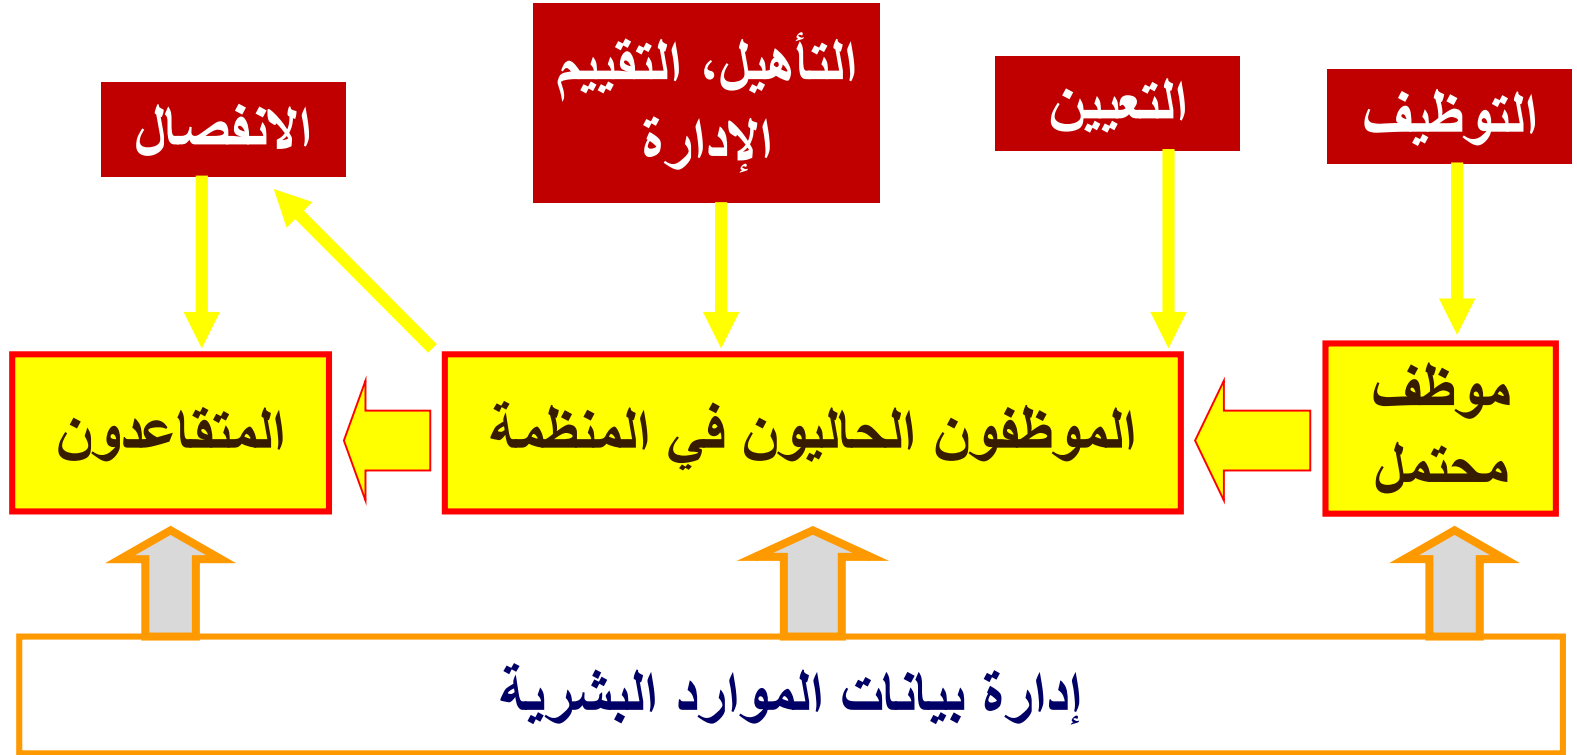 التوظيف
التعيين
التأهيل، التقييم
الإدارة
الانفصال
موظف
محتمل
الموظفون الحاليون في المنظمة
المتقاعدون
إدارة بيانات الموارد البشرية